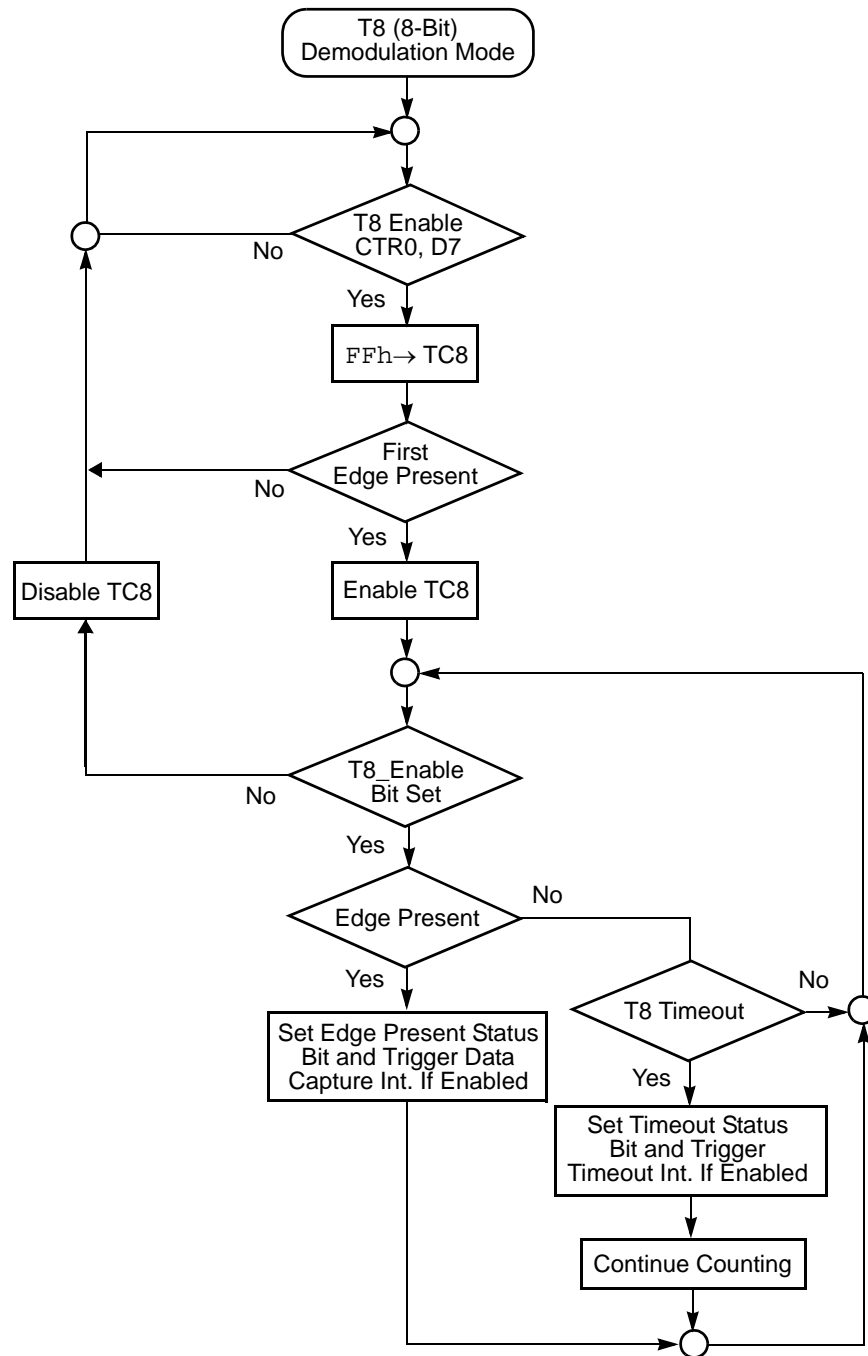 T8 (8-Bit)
Demodulation Mode
T8 Enable
CTR0, D7
No
Yes
FFh→ TC8
First
Edge Present
No
Yes
Disable TC8
Enable TC8
T8_Enable
Bit Set
No
Yes
Edge Present
No
Yes
T8 Timeout
No
Set Edge Present Status
Bit and Trigger Data
Capture Int. If Enabled
Yes
Set Timeout Status
Bit and Trigger
Timeout Int. If Enabled
Continue Counting